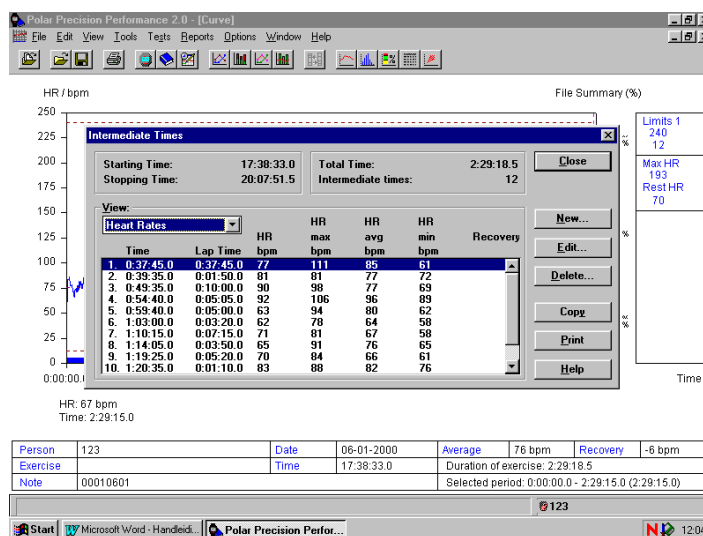 Polar Precision Performance 2.0 - [Curve]
File Edit View Tools Tests Reports Options Window Help
HR / bpm
File Summary (%)
250
225
200
175
150
125
100
75
50
25
0
0:00:00.
Limits 1
240
12
Max HR
193
Rest HR
70
%
%
%
Time
Intermediate Times
Starting Time: 17:38:33.0
Stopping Time: 20:07:51.5
Total Time: 2:29:18.5
Intermediate times: 12
Close
View:
Heart Rates
HR HR HR
HR max avg min Recovery
Time Lap Time bpm bpm bpm bpm
1. 0:37:45.0 0:37:45.0 77 111 85 61
2. 0:39:35.0 0:01:50.0 81 81 77 72
3. 0:49:35.0 0:10:00.0 90 98 77 69
4. 0:54:40.0 0:05:05.0 92 106 96 89
5. 0:59:40.0 0:05:00.0 63 94 80 62
6. 1:03:00.0 0:03:20.0 62 78 64 58
7. 1:10:15.0 0:07:15.0 71 81 67 58
8. 1:14:05.0 0:03:50.0 65 91 76 65
9. 1:19:25.0 0:05:20.0 70 84 66 61
10. 1:20:35.0 0:01:10.0 83 88 82 76
New...
Edit...
Delete...
Copy
Print
Help
HR: 67 bpm
Time: 2:29:15.0
Person 123 Date 06-01-2000 Average 76 bpm Recovery -6 bpm
Exercise Time 17:38:33.0 Duration of exercise: 2:29:18.5
Note 00010601 Selected period: 0:00:00.0 - 2:29:15.0 (2:29:15.0)
123
Start Microsoft Word - Handleidi... Polar Precision Perfor... 12:04